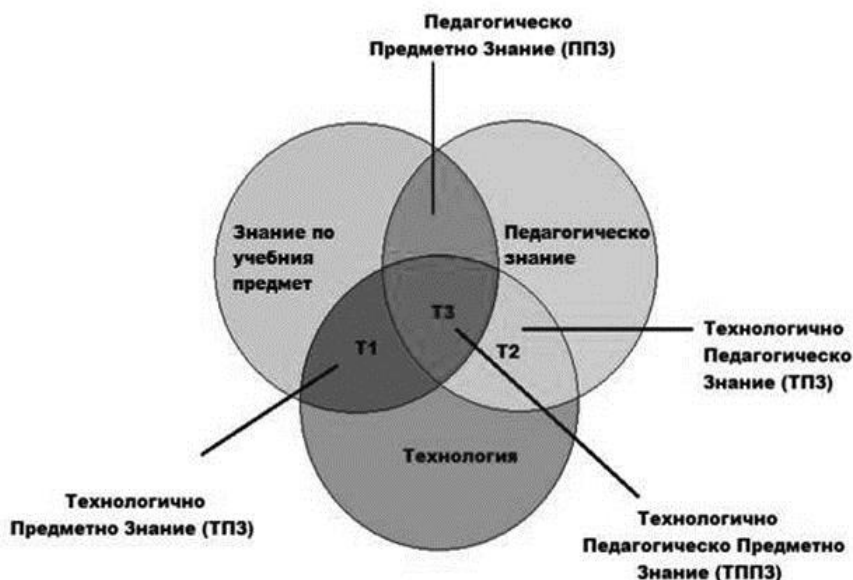 Педагогическо
Предметно Знание (ППЗ)
Знание по
учебния
предмет
Педагогическо
знание
Т3
Т1
Т2
Технологично
Педагогическо
Знание (ТПЗ)
Технология
Технологично
Предметно Знание (ТПЗ)
Технологично
Педагогическо Предметно
Знание (ТППЗ)